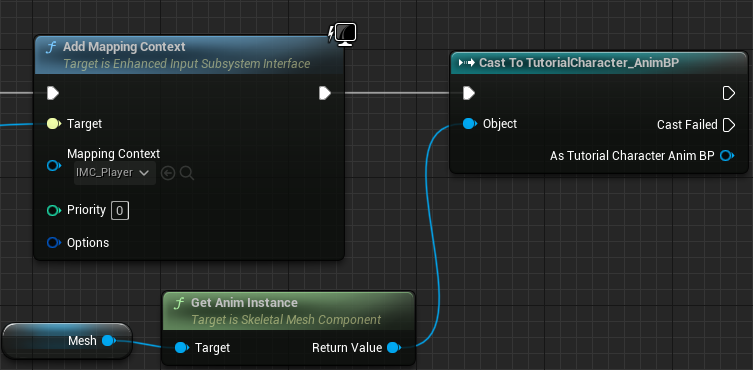 Add Mapping Context
Target is Enhanced Input Subsystem Interface
Target
Mapping Context
IMC_Player
Priority 0
Options
Cast To TutorialCharacter_AnimBP
Object
Cast Failed
As Tutorial Character Anim BP
Get Anim Instance
Target is Skeletal Mesh Component
Mesh
Target
Return Value